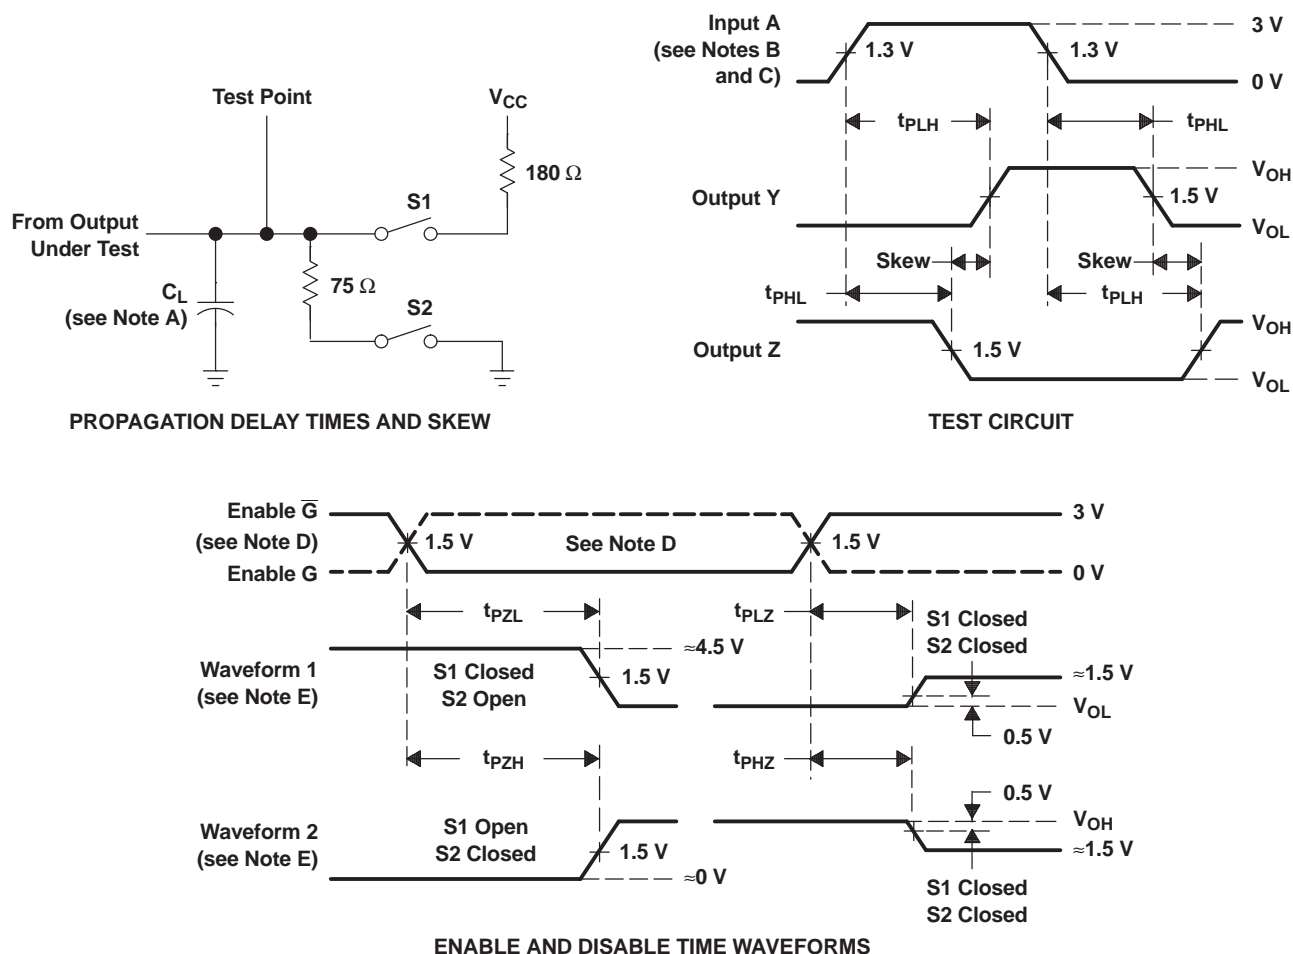 Test Point
VCC
180 Ω
S1
From Output
Under Test
75 Ω
CL
(see Note A)
S2
PROPAGATION DELAY TIMES AND SKEW
Input A
(see Notes B
and C)
1.3 V
1.3 V
3 V
0 V
tPLH
tPHL
Output Y
VOH
1.5 V
VOL
Skew
Skew
tPHL
tPLH
Output Z
1.5 V
VOH
VOL
TEST CIRCUIT
Enable G̅
(see Note D)
Enable G
1.5 V
See Note D
1.5 V
3 V
0 V
tPZL
tPLZ
S1 Closed
S2 Closed
Waveform 1
(see Note E)
S1 Closed
S2 Open
≈4.5 V
1.5 V
≈1.5 V
VOL
0.5 V
tPZH
tPHZ
0.5 V
Waveform 2
(see Note E)
S1 Open
S2 Closed
1.5 V
≈0 V
VOH
≈1.5 V
S1 Closed
S2 Closed
ENABLE AND DISABLE TIME WAVEFORMS